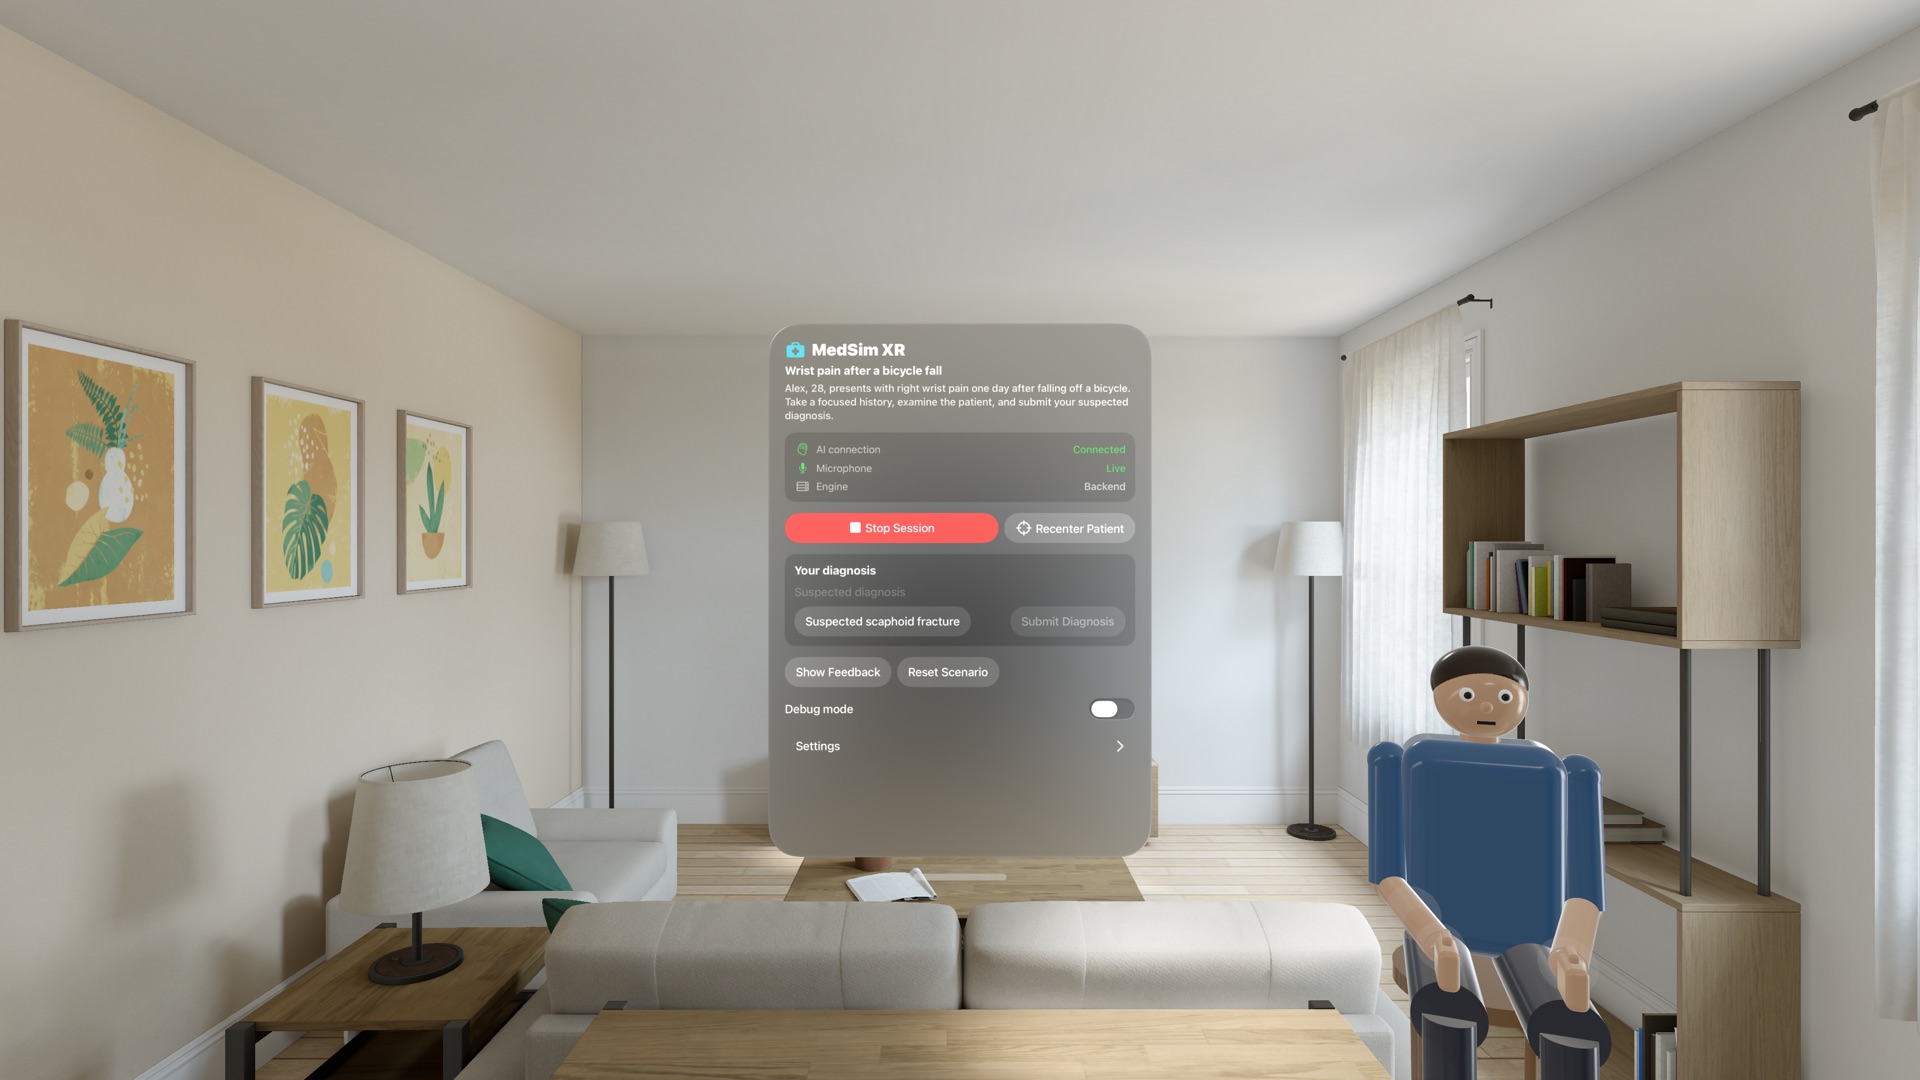 MedSim XR
Wrist pain after a bicycle fall
Alex, 28, presents with right wrist pain one day after falling off a bicycle.
Take a focused history, examine the patient, and submit your suspected
diagnosis.
AI connection Connected
Microphone Live
Engine Backend
Stop Session Recenter Patient
Your diagnosis
Suspected diagnosis
Suspected scaphoid fracture Submit Diagnosis
Show Feedback Reset Scenario
Debug mode
Settings